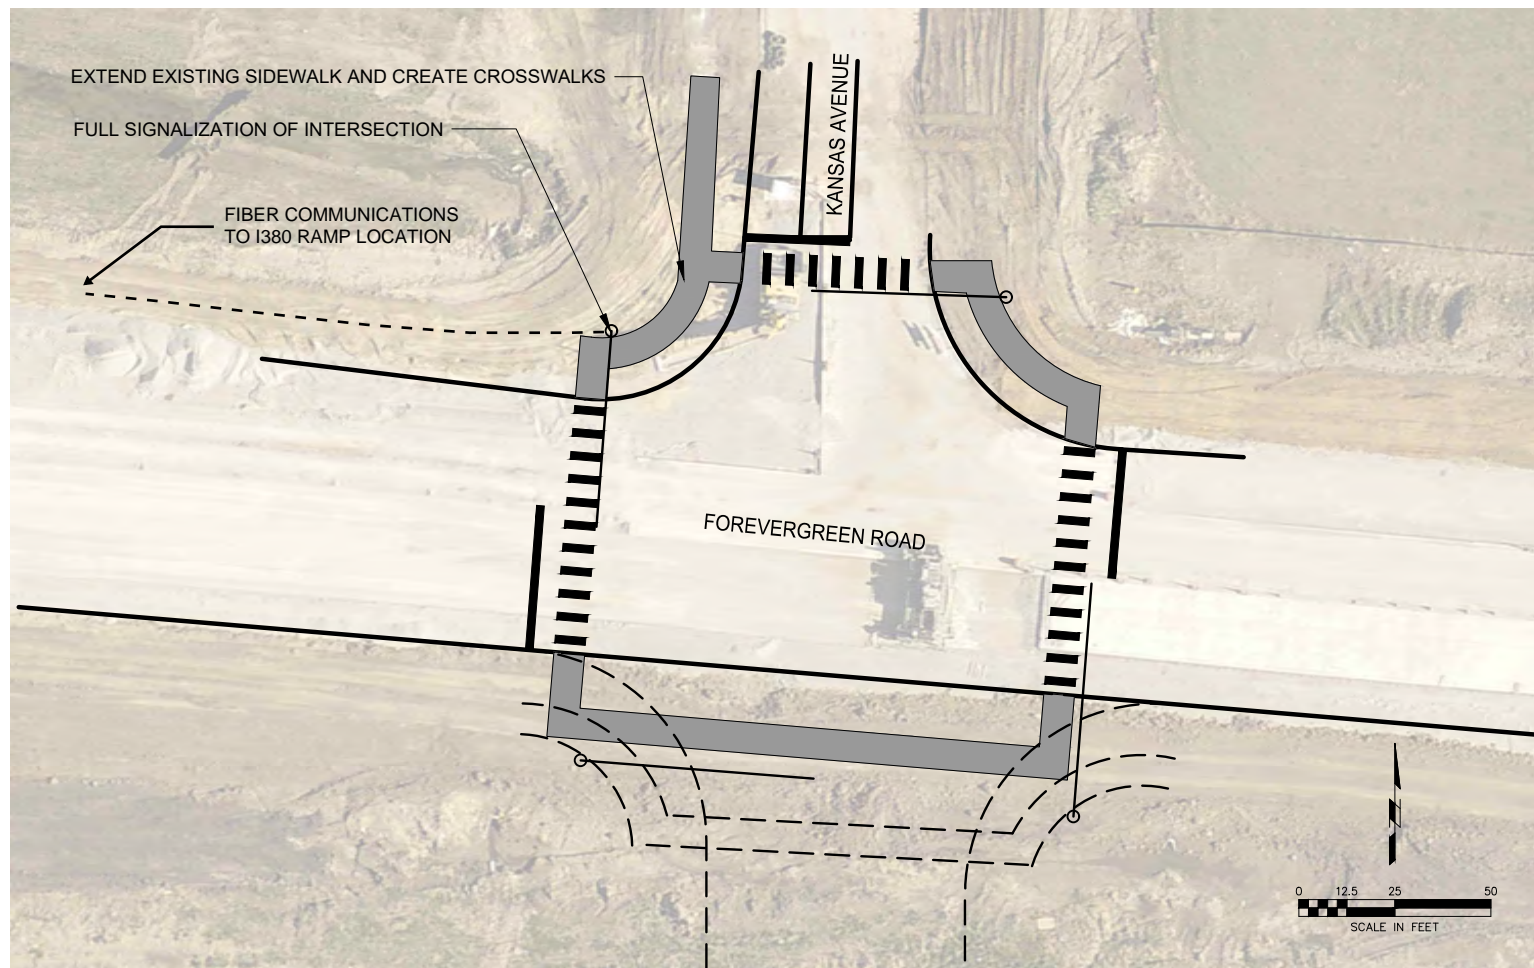 EXTEND EXISTING SIDEWALK AND CREATE CROSSWALKS
FULL SIGNALIZATION OF INTERSECTION
FIBER COMMUNICATIONS
TO I380 RAMP LOCATION
KANSAS AVENUE
FOREVERGREEN ROAD
0 12.5 25 50
SCALE IN FEET